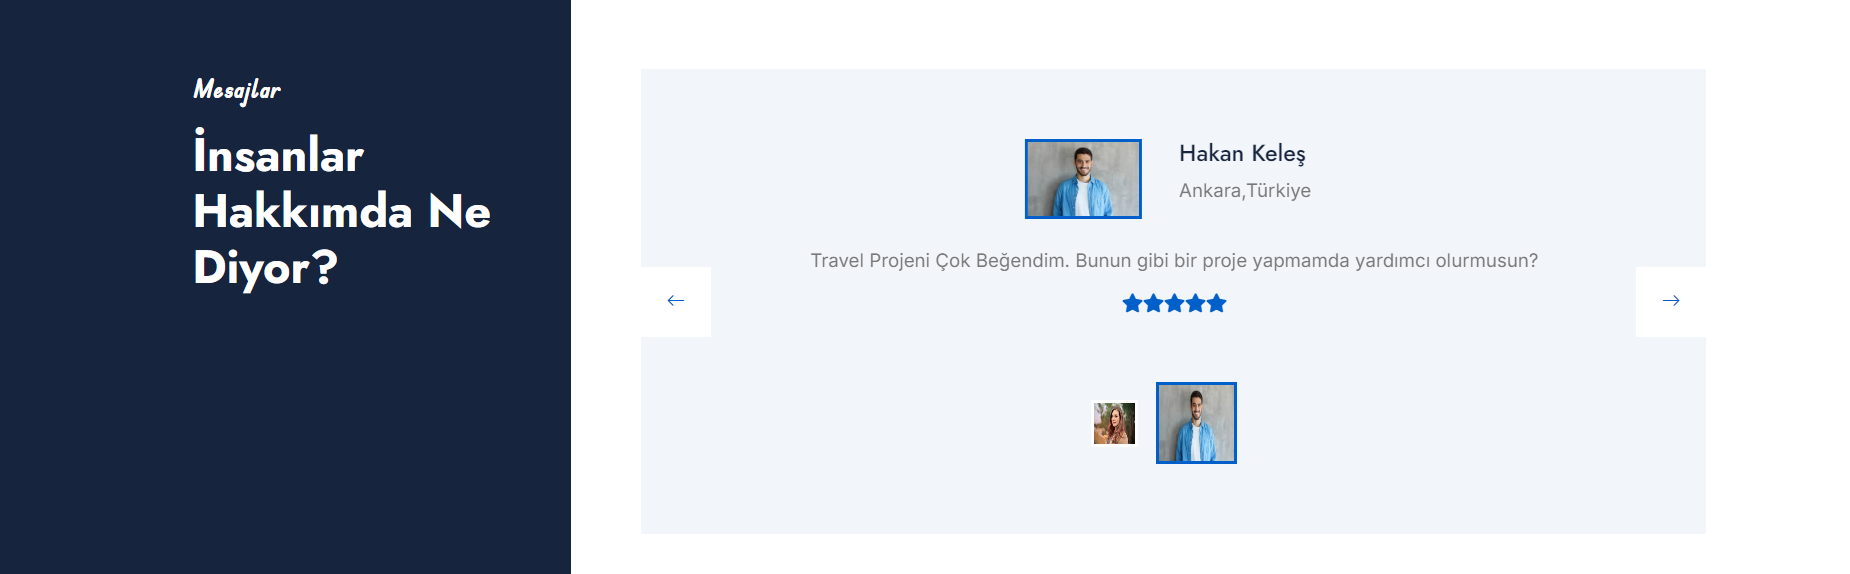 Mesajlar
İnsanlar
Hakkımda Ne
Diyor?
Hakan Keleş
Ankara,Türkiye
Travel Projeni Çok Beğendim. Bunun gibi bir proje yapmamda yardımcı olurmusun?